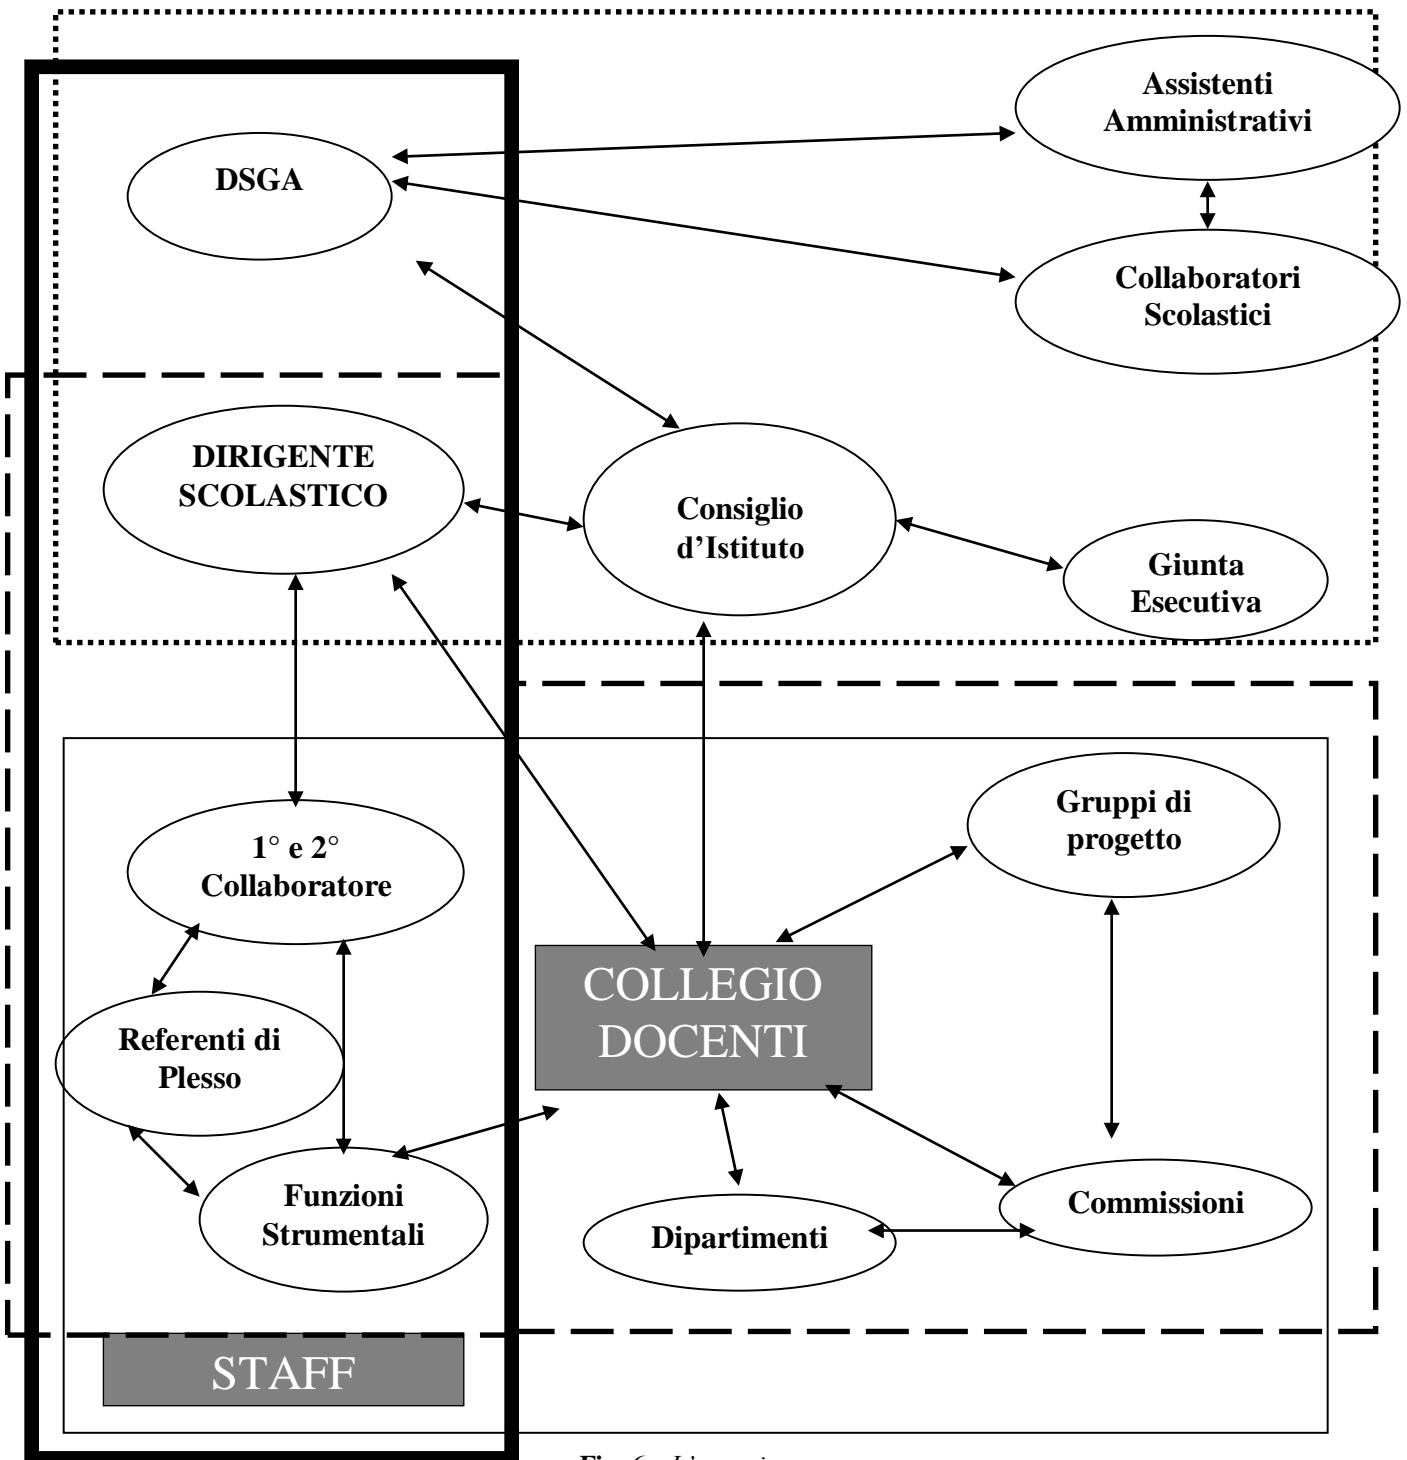 Assistenti
Amministrativi
DSGA
Collaboratori
Scolastici
DIRIGENTE
SCOLASTICO
Consiglio
d’Istituto
Giunta
Esecutiva
Gruppi di
progetto
1° e 2°
Collaboratore
COLLEGIO
DOCENTI
Referenti di
Plesso
Funzioni
Strumentali
Commissioni
Dipartimenti
STAFF